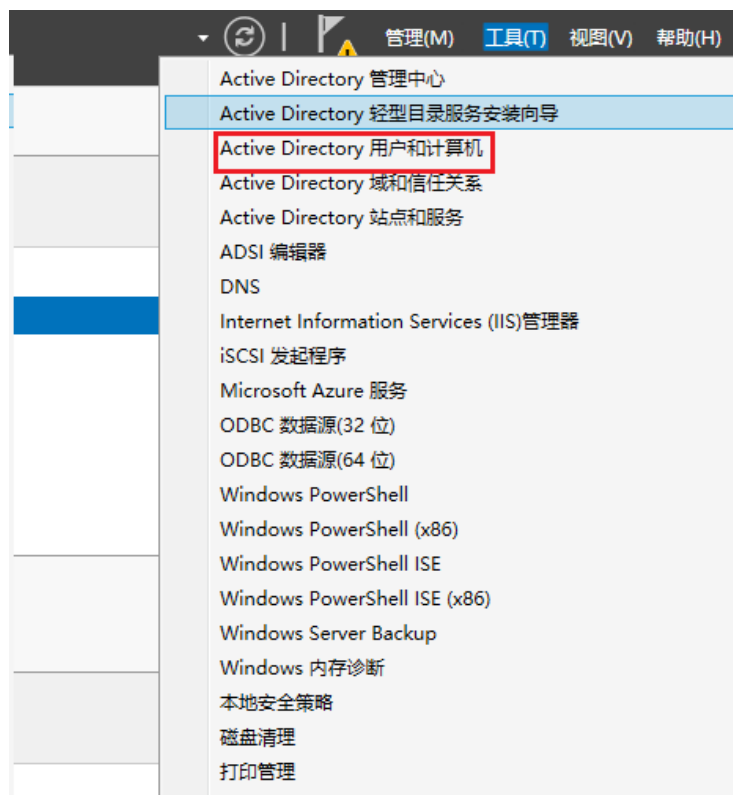 管理(M) 工具(T) 视图(V) 帮助(H)
Active Directory 管理中心
Active Directory 轻型目录服务安装向导
Active Directory 用户和计算机
Active Directory 域和信任关系
Active Directory 站点和服务
ADSI 编辑器
DNS
Internet Information Services (IIS)管理器
iSCSI 发起程序
Microsoft Azure 服务
ODBC 数据源(32 位)
ODBC 数据源(64 位)
Windows PowerShell
Windows PowerShell (x86)
Windows PowerShell ISE
Windows PowerShell ISE (x86)
Windows Server Backup
Windows 内存诊断
本地安全策略
磁盘清理
打印管理